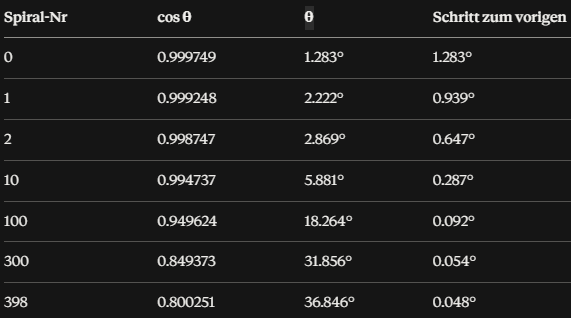 Spiral-Nr cos θ θ Schritt zum vorigen
0 0.999749 1.283° 1.283°
1 0.999248 2.222° 0.939°
2 0.998747 2.869° 0.647°
10 0.994737 5.881° 0.287°
100 0.949624 18.264° 0.092°
300 0.849373 31.856° 0.054°
398 0.800251 36.846° 0.048°